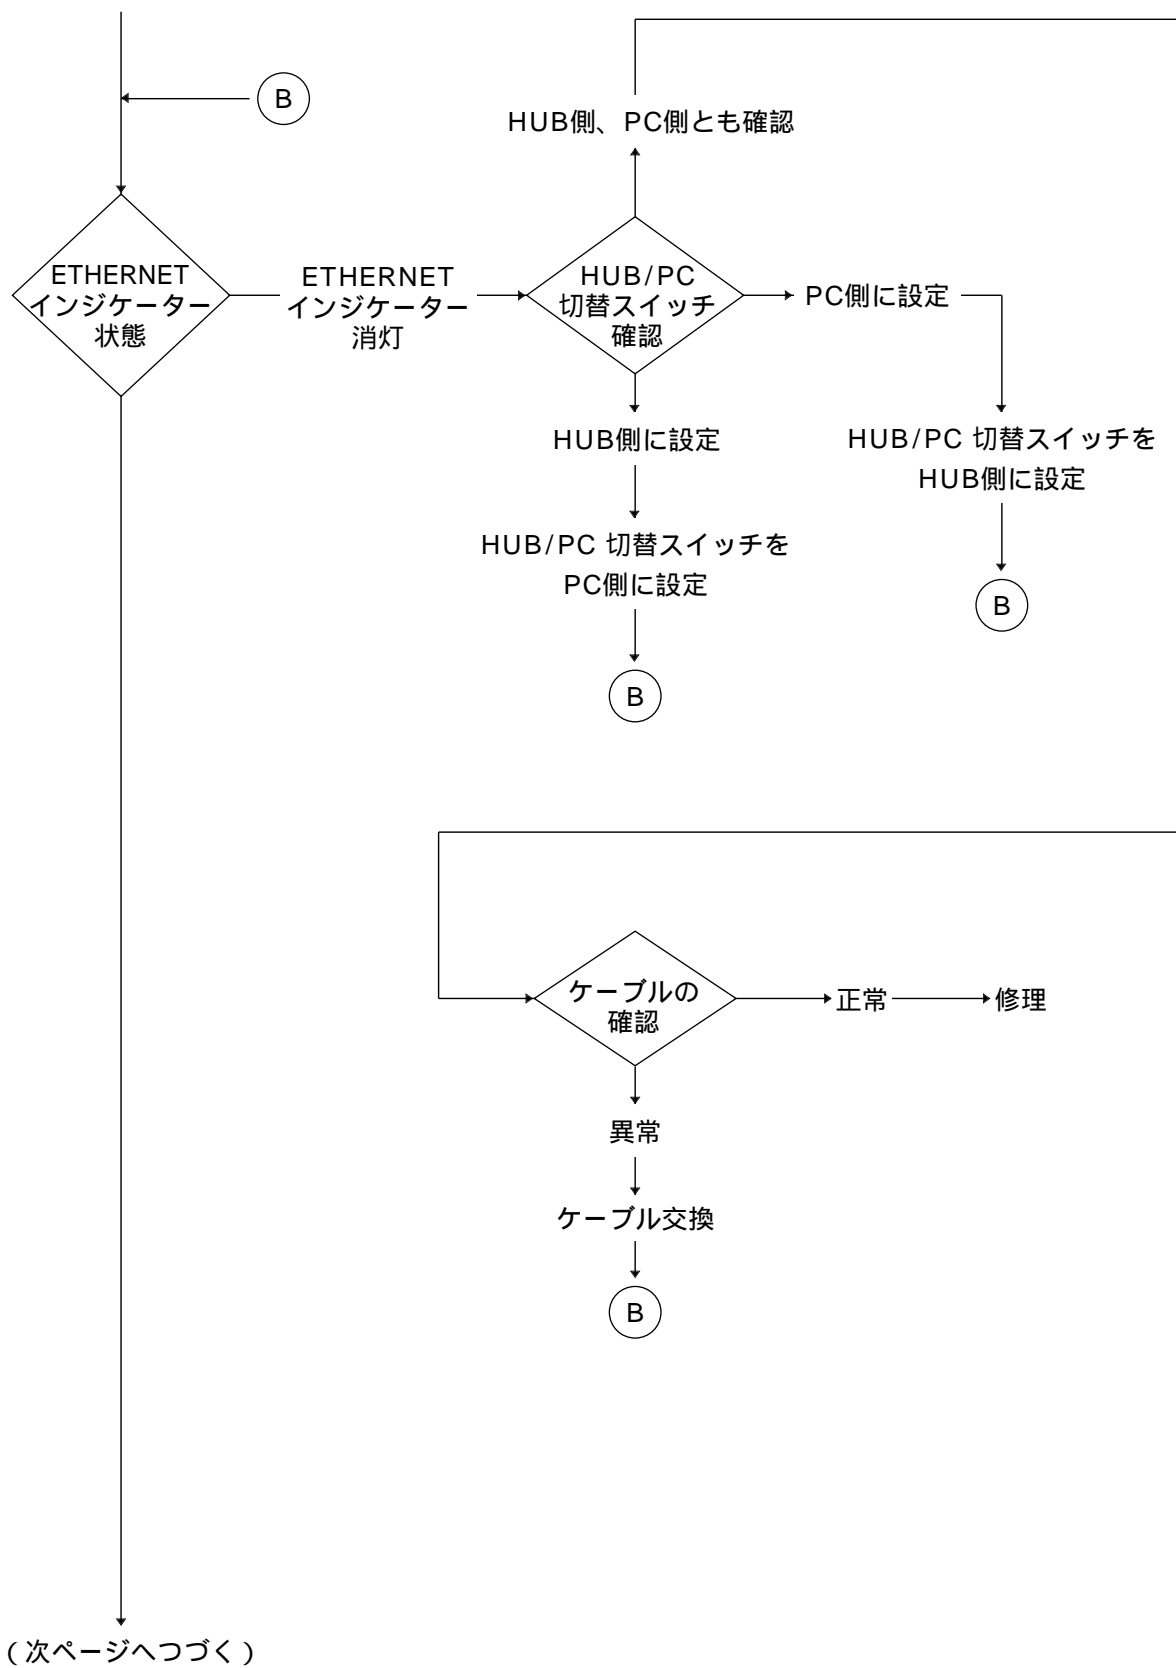 B
HUB側、PC側とも確認
ETHERNET
インジケーター
状態
ETHERNET
インジケーター
消灯
HUB/PC
切替スイッチ
確認
PC側に設定
HUB側に設定
HUB/PC 切替スイッチを
HUB側に設定
HUB/PC 切替スイッチを
PC側に設定
B
B
ケーブルの
確認
正常
修理
異常
ケーブル交換
B
（次ページへつづく）